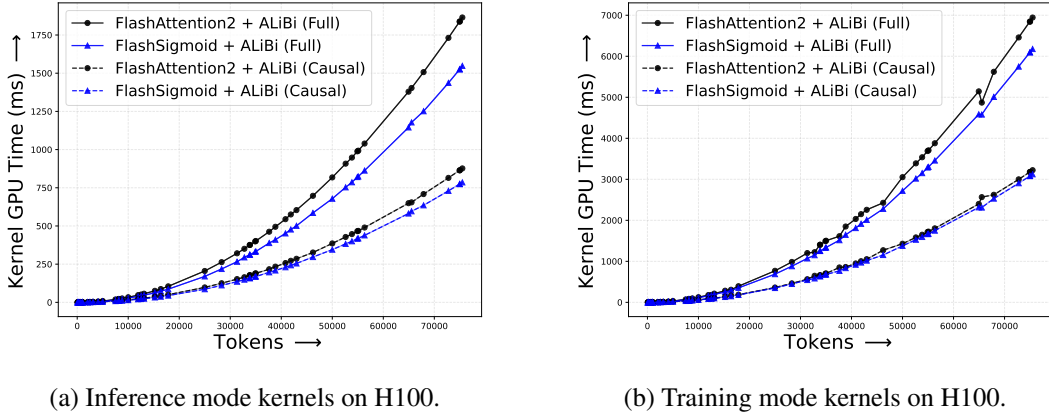 FlashAttention2 + ALiBi (Full)
FlashSigmoid + ALiBi (Full)
FlashAttention2 + ALiBi (Causal)
FlashSigmoid + ALiBi (Causal)
Kernel GPU Time (ms) →
1750
1500
1250
1000
750
500
250
0
0 10000 20000 30000 40000 50000 60000 70000
Tokens →
(a) Inference mode kernels on H100.
FlashAttention2 + ALiBi (Full)
FlashSigmoid + ALiBi (Full)
FlashAttention2 + ALiBi (Causal)
FlashSigmoid + ALiBi (Causal)
Kernel GPU Time (ms) →
7000
6000
5000
4000
3000
2000
1000
0
0 10000 20000 30000 40000 50000 60000 70000
Tokens →
(b) Training mode kernels on H100.